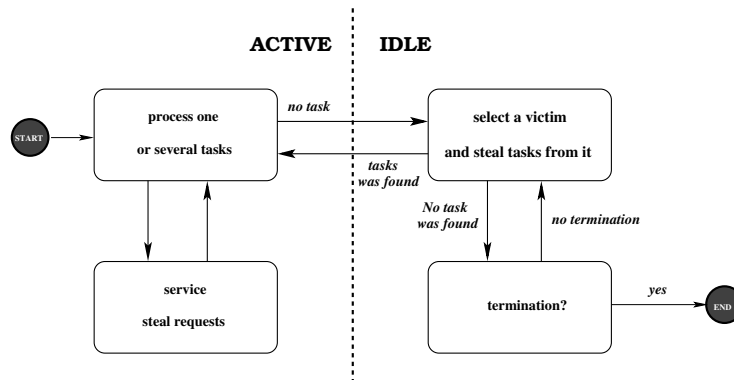 ACTIVE
IDLE
START
process one
or several tasks
no task
select a victim
and steal tasks from it
tasks
was found
No task
was found
no termination
service
steal requests
termination?
yes
END